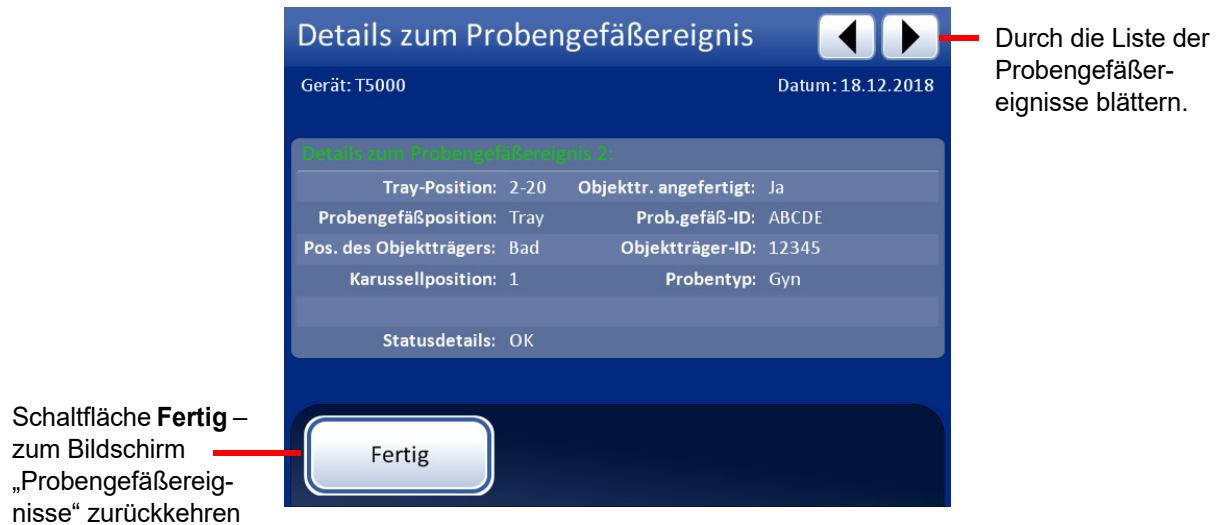 Details zum Probengefäßereignis
Durch die Liste der
Probengefäßer-
eignisse blättern.
Gerät: T5000 Datum: 18.12.2018
Details zum Probengefäßereignis 2:
Tray-Position: 2-20 Objekttr. angefertigt: Ja
Probengefäßposition: Tray Prob.gefäß-ID: ABCDE
Pos. des Objektträgers: Bad Objektträger-ID: 12345
Karussellposition: 1 Probentyp: Gyn
Statusdetails: OK
Schaltfläche Fertig –
zum Bildschirm
„Probengefäßereig-
nisse“ zurückkehren
Fertig